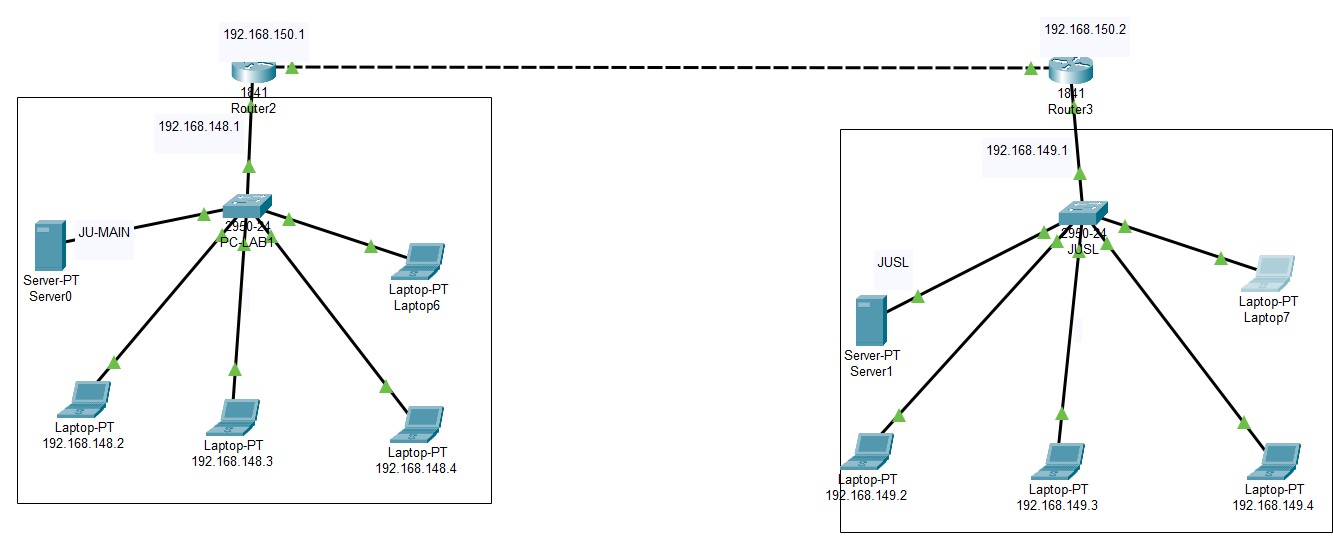 192.168.150.1
1841
Router2
192.168.148.1
JU-MAIN
2950-24
PC-LAB1
Server-PT
Server0
Laptop-PT
Laptop6
Laptop-PT
192.168.148.2
Laptop-PT
192.168.148.3
Laptop-PT
192.168.148.4
192.168.150.2
1841
Router3
192.168.149.1
2950-24
JUSL
JUSL
Server-PT
Server1
Laptop-PT
Laptop7
Laptop-PT
192.168.149.2
Laptop-PT
192.168.149.3
Laptop-PT
192.168.149.4